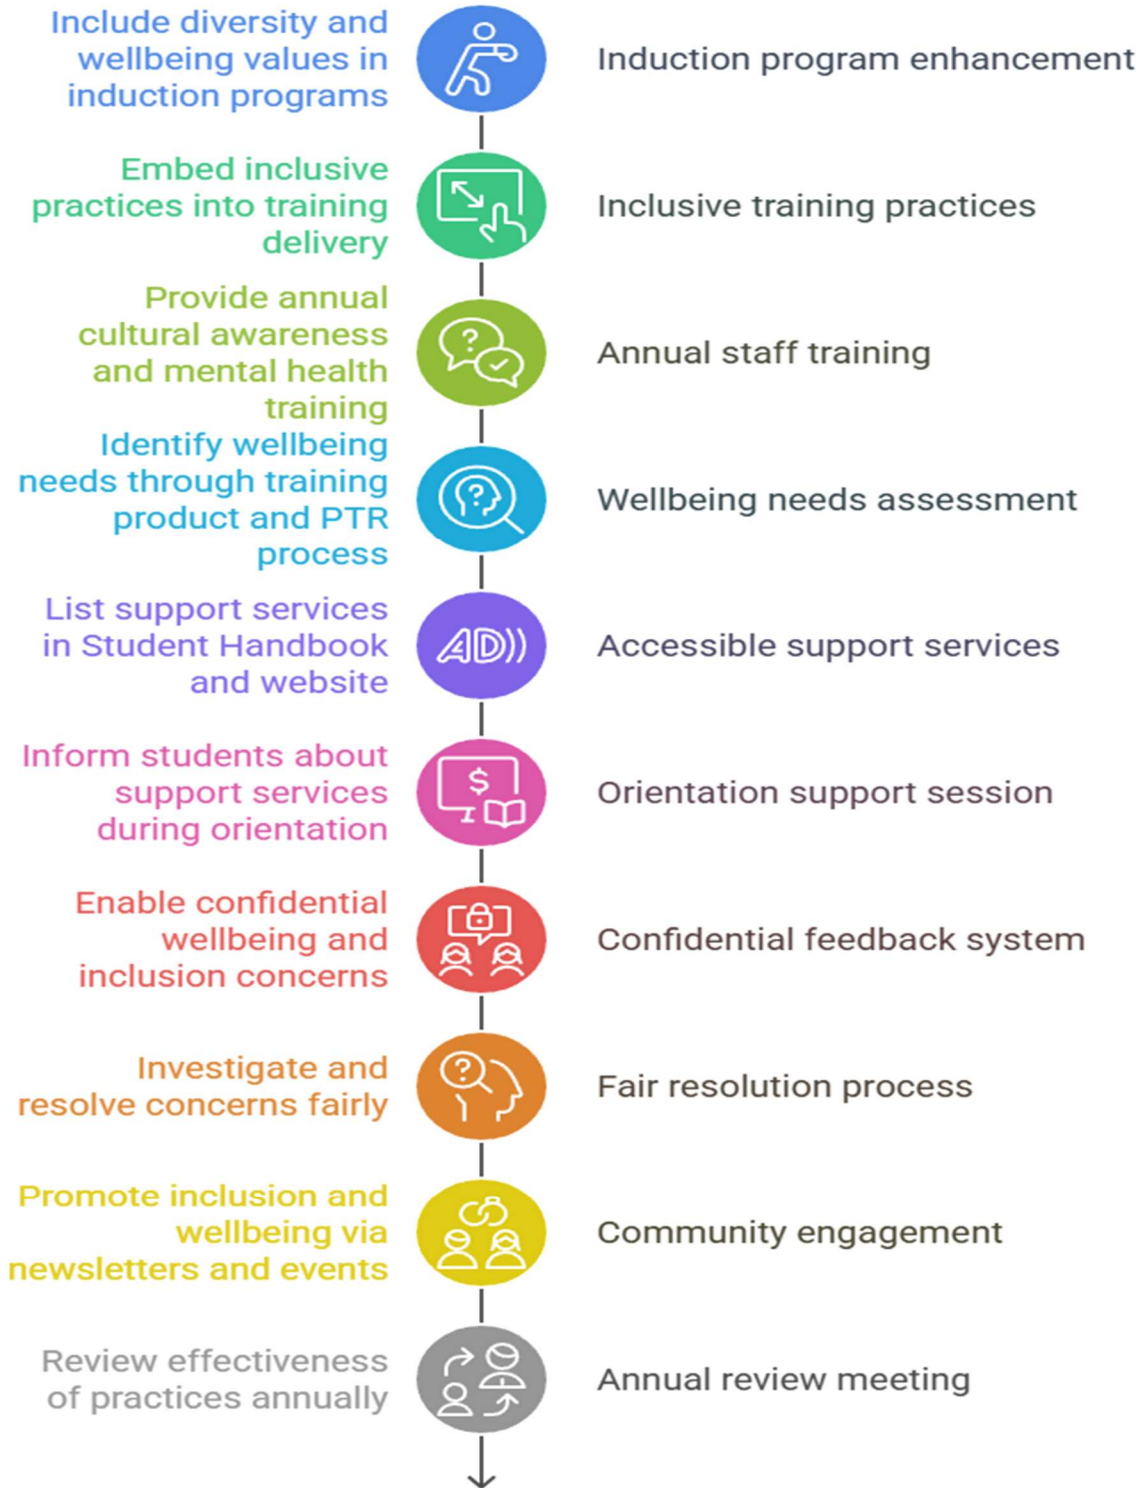 Include diversity and
wellbeing values in
induction programs
Induction program enhancement
Embed inclusive
practices into training
delivery
Inclusive training practices
Provide annual
cultural awareness
and mental health
training
Annual staff training
Identify wellbeing
needs through training
product and PTR
process
Wellbeing needs assessment
List support services
in Student Handbook
and website
AD))
Accessible support services
Inform students about
support services
during orientation
$
Orientation support session
Enable confidential
wellbeing and
inclusion concerns
Confidential feedback system
Investigate and
resolve concerns fairly
Fair resolution process
Promote inclusion and
wellbeing via
newsletters and events
Community engagement
Review effectiveness
of practices annually
Annual review meeting